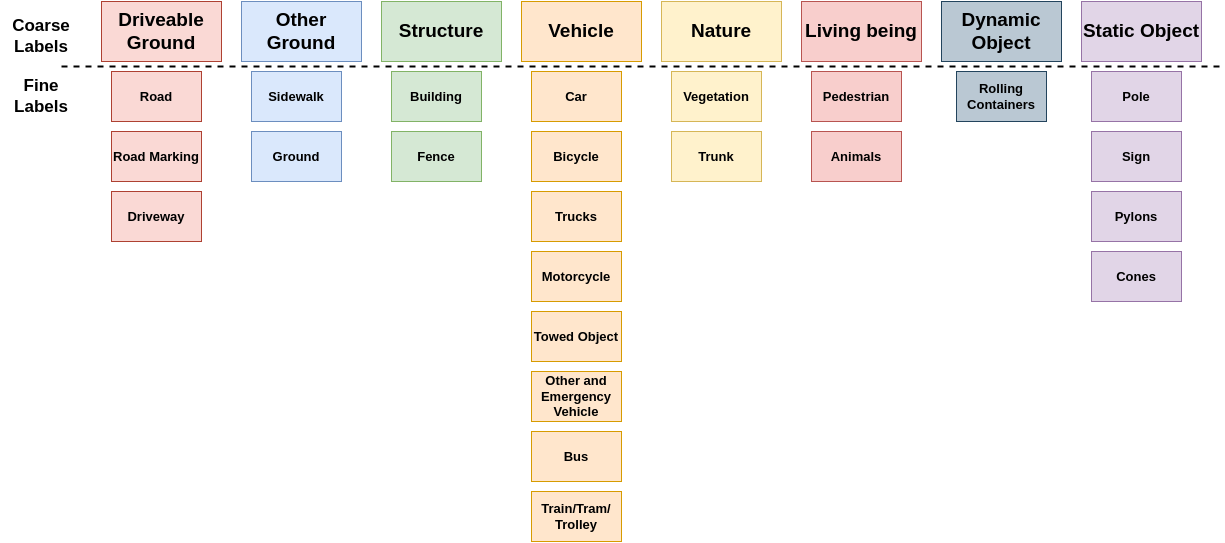 Coarse
Labels
Driveable
Ground
Other
Ground
Structure
Vehicle
Nature
Living being
Dynamic
Object
Static Object
Fine
Labels
Road
Sidewalk
Building
Car
Vegetation
Pedestrian
Rolling
Containers
Pole
Road Marking
Ground
Fence
Bicycle
Trunk
Animals
Sign
Driveway
Trucks
Pylons
Motorcycle
Cones
Towed Object
Other and
Emergency
Vehicle
Bus
Train/Tram/
Trolley